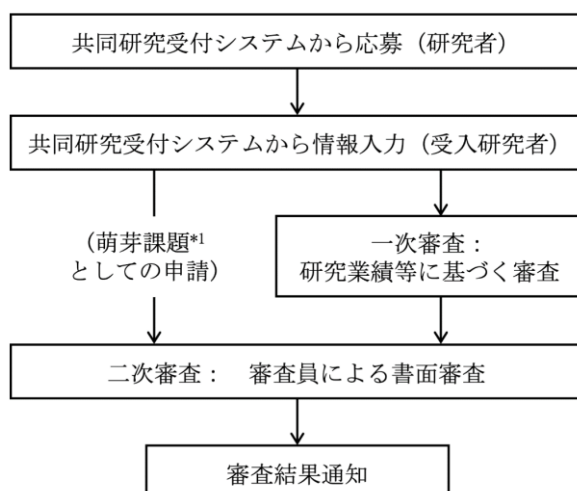 共同研究受付システムから応募（研究者）
共同研究受付システムから情報入力（受入研究者）
（萌芽課題*1
としての申請）
一次審査：
研究業績等に基づく審査
二次審査：　審査員による書面審査
審査結果通知